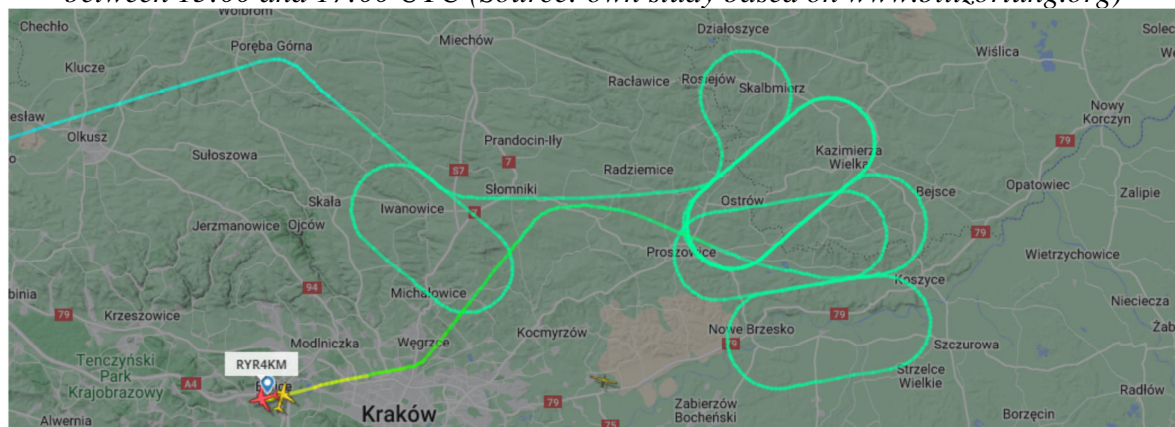 between 15:00 and 17:00 UTC (Source: own study based on www.blitzortung.org)
Chechło
Wolbrom
Działoszyce
Solec
Poręba Górna
Miechów
Wiślica
Klucze
Racławice
Rosiejów
Skalbmierz
Nowy
Korczyn
Olkusz
Prandocin-Iły
79
Sułoszowa
S7
7
Radziemice
Kazimierza
Wielka
Słomniki
Bejsce
Opatowiec
Zalipie
Skała
Iwanowice
Ostrów
Jerzmanowice
Ojców
79
Proszowice
Wietrzychowice
Koszyce
94
Michałowice
Nieciecza
79
Krzeszowice
Kocmyrzów
Nowe Brzesko
79
79
Modlniczka
Węgrzce
Szczurowa
Tenczyński
Park
Krajobrazowy
RYR4KM
A4
Strzelce
Wielkie
Radłów
Kraków
79
Zabierzów
Bocheński
Borzęcin
Alwernia
75